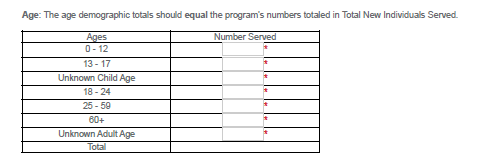 Age: The age demographic totals should equal the program's numbers totaled in Total New Individuals Served.
Ages Number Served
0 - 12 *
13 - 17 *
Unknown Child Age *
18 - 24 *
25 - 59 *
60+ *
Unknown Adult Age *
Total